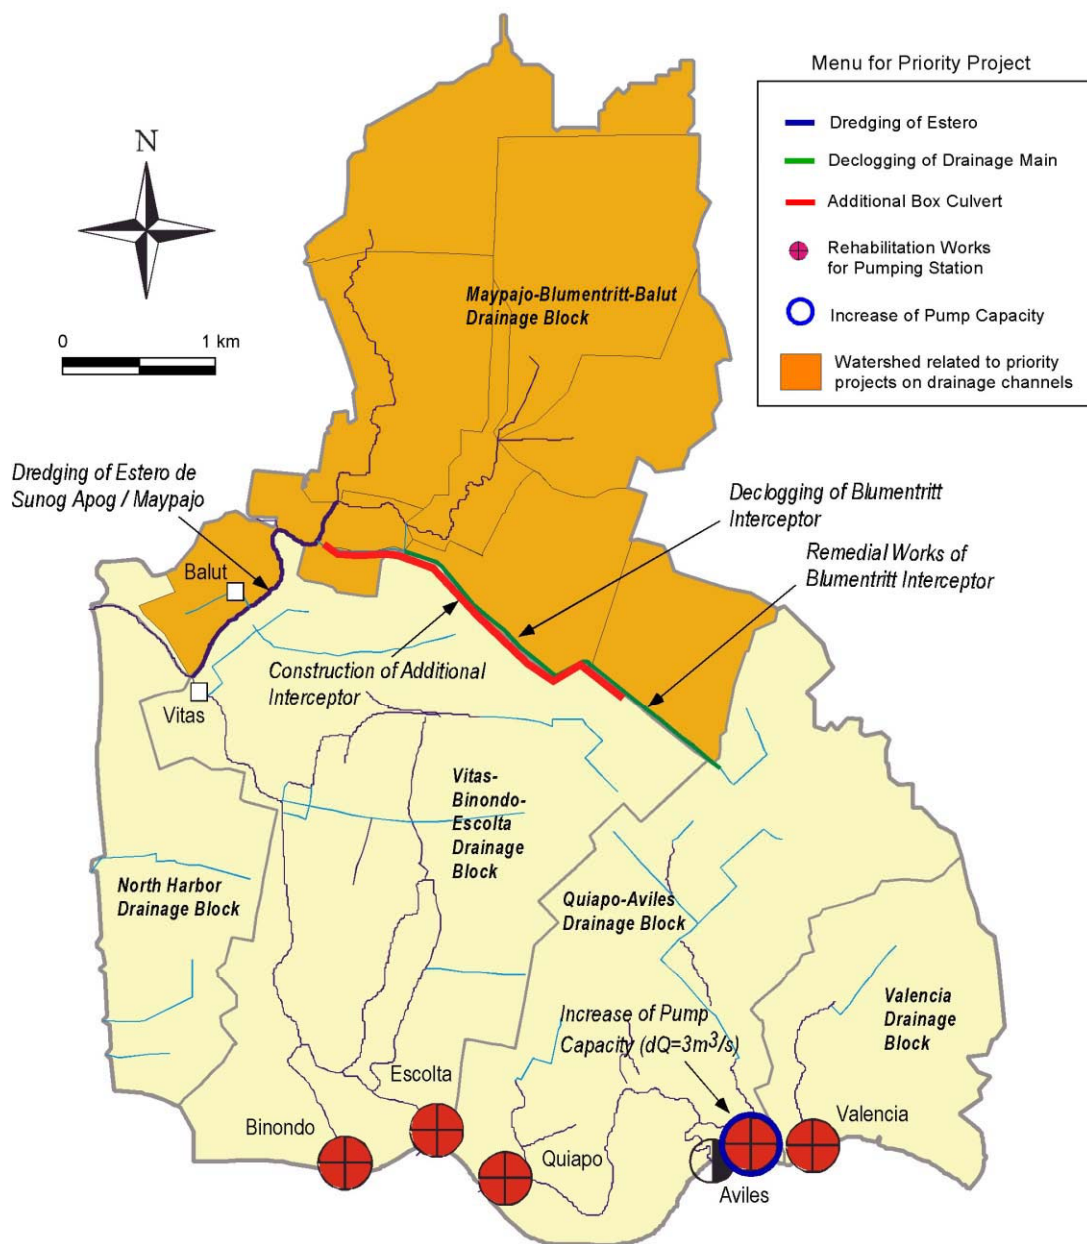 Menu for Priority Project
Dredging of Estero
Declogging of Drainage Main
Additional Box Culvert
Rehabilitation Works
for Pumping Station
Increase of Pump Capacity
Watershed related to priority
projects on drainage channels
N
0 1 km
Maypajo-Blumentritt-Balut
Drainage Block
Dredging of Estero de
Sunog Apog / Maypajo
Declogging of Blumentritt
Interceptor
Remedial Works of
Blumentritt Interceptor
Balut
Construction of Additional
Interceptor
Vitas
Vitas-
Binondo-
Escolta
Drainage
Block
North Harbor
Drainage Block
Quiapo-Aviles
Drainage Block
Valencia
Drainage
Block
Increase of Pump
Capacity (dQ=3m³/s)
Escolta
Binondo
Quiapo
Valencia
Aviles